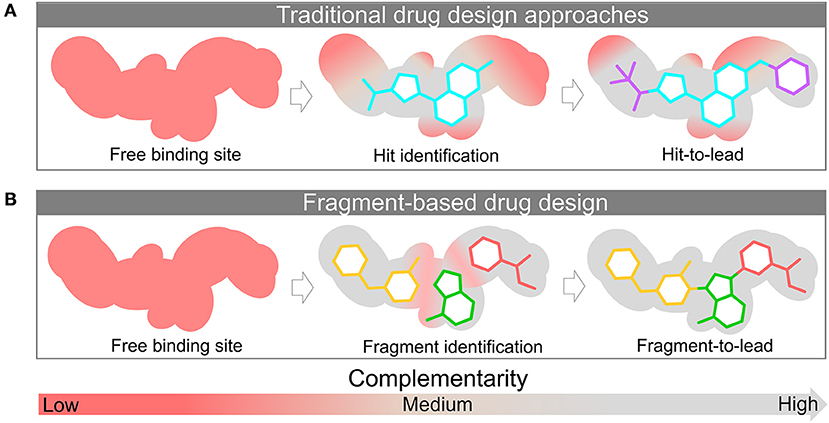 A
Traditional drug design approaches
Free binding site
Hit identification
Hit-to-lead
B
Fragment-based drug design
Free binding site
Fragment identification
Fragment-to-lead
Complementarity
Low
Medium
High